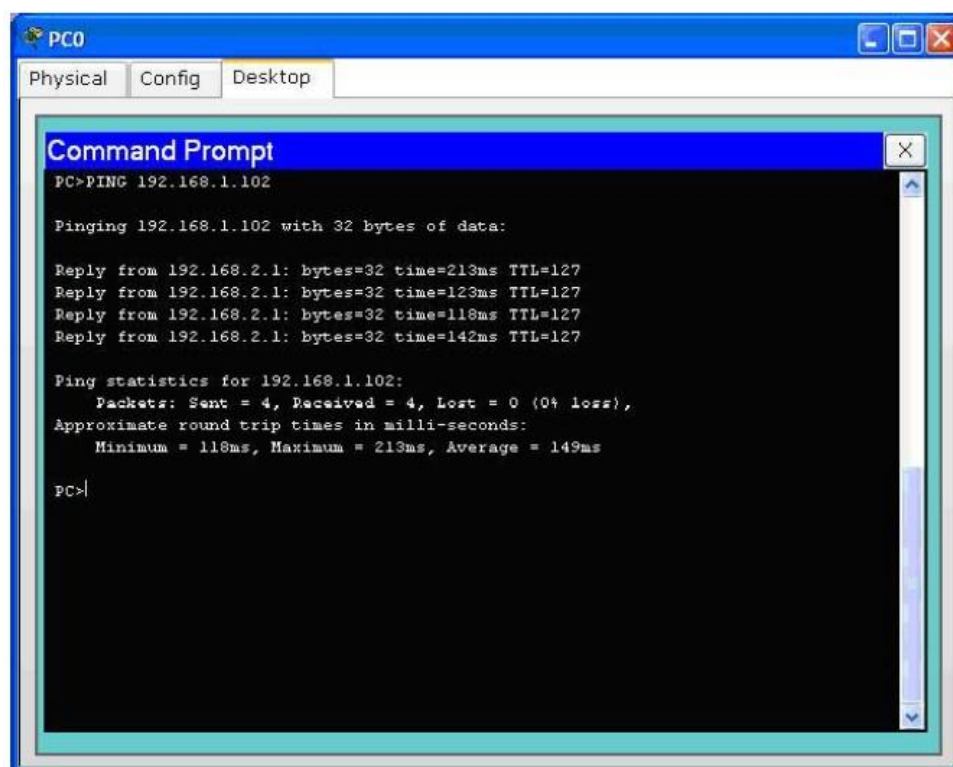 PC0
Physical Config Desktop
Command Prompt
X
PC>PING 192.168.1.102
Pinging 192.168.1.102 with 32 bytes of data:
Reply from 192.168.2.1: bytes=32 time=213ms TTL=127
Reply from 192.168.2.1: bytes=32 time=123ms TTL=127
Reply from 192.168.2.1: bytes=32 time=118ms TTL=127
Reply from 192.168.2.1: bytes=32 time=142ms TTL=127
Ping statistics for 192.168.1.102:
Packets: Sent = 4, Received = 4, Lost = 0 (0% loss),
Approximate round trip times in milli-seconds:
Minimum = 118ms, Maximum = 213ms, Average = 149ms
PC>